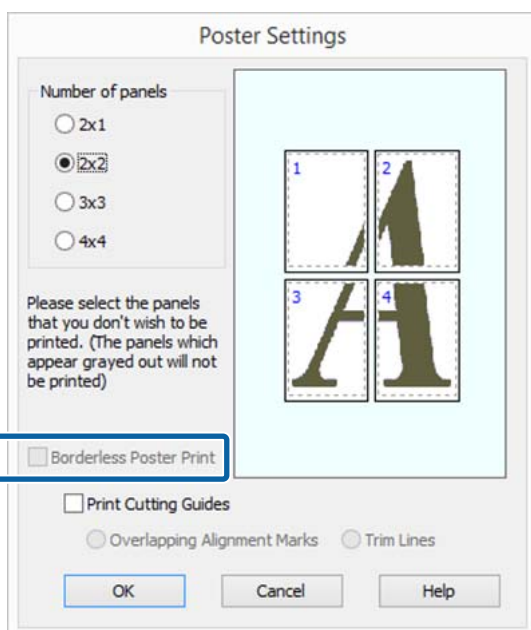 Poster Settings
Number of panels
2x1
2x2
3x3
4x4
1
2
3
4
Please select the panels
that you don't wish to be
printed. (The panels which
appear grayed out will not
be printed)
Borderless Poster Print
Print Cutting Guides
Overlapping Alignment Marks
Trim Lines
OK
Cancel
Help